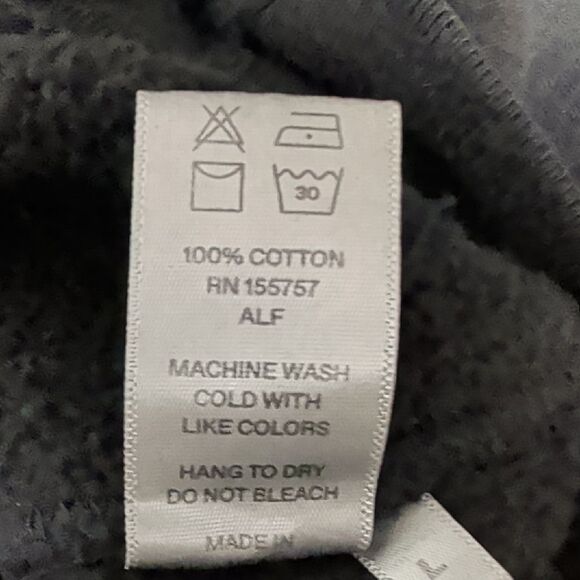 30
100% COTTON
RN 155757
ALF
MACHINE WASH
COLD WITH
LIKE COLORS
HANG TO DRY
DO NOT BLEACH
MADE IN
L